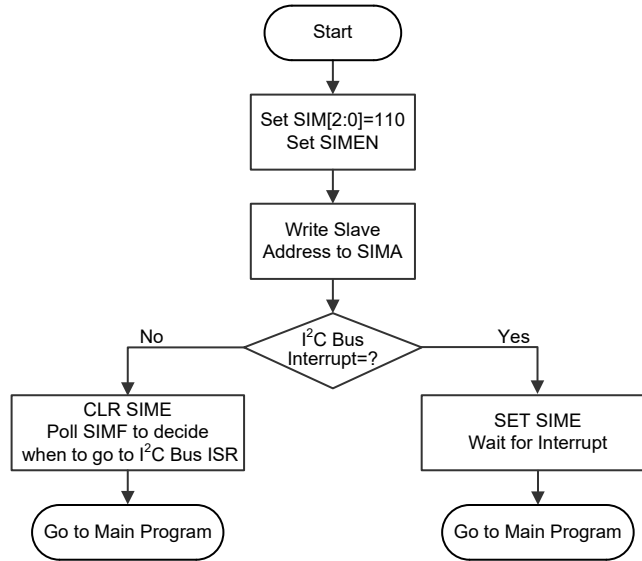 Start
Set SIM[2:0]=110
Set SIMEN
Write Slave
Address to SIMA
No
I²C Bus
Interrupt=?
Yes
CLR SIME
Poll SIMF to decide
when to go to I²C Bus ISR
SET SIME
Wait for Interrupt
Go to Main Program
Go to Main Program